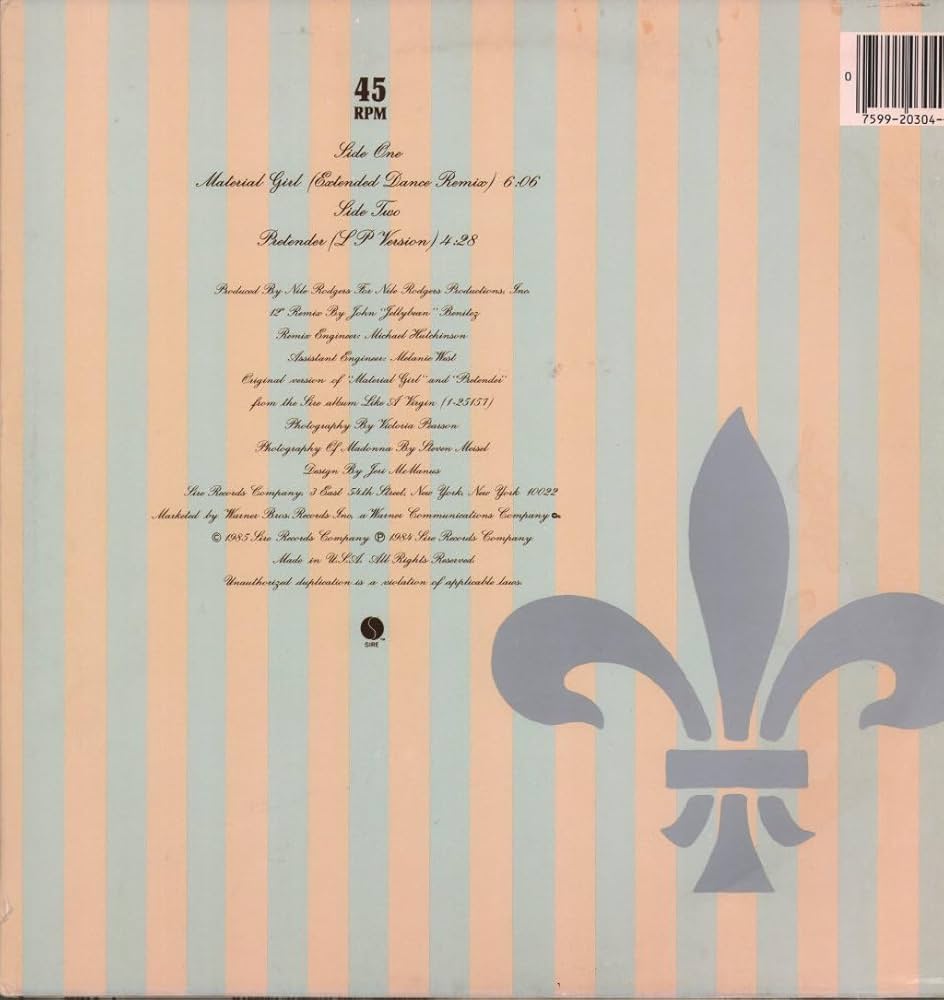 0
7599-20304-
45
RPM
Side One
Material Girl (Extended Dance Remix) 6:06
Side Two
Pretender (LP Version) 4:28
Produced By Nile Rodgers For Nile Rodgers Productions, Inc.
12" Remix By John "Jellybean" Benitez
Remix Engineer: Michael Hutchinson
Assistant Engineer: Melanie West
Original version of "Material Girl" and "Pretender"
from the Sire album Like A Virgin (1-25157)
Photography By Victoria Pearson
Photography Of Madonna By Steven Meisel
Design By Jeri McManus
Sire Records Company, 3 East 54th Street, New York, New York 10022
Marketed by Warner Bros. Records Inc, a Warner Communications Company
© 1985 Sire Records Company ℗ 1984 Sire Records Company
Made in U.S.A. All Rights Reserved.
Unauthorized duplication is a violation of applicable laws.
SIRE